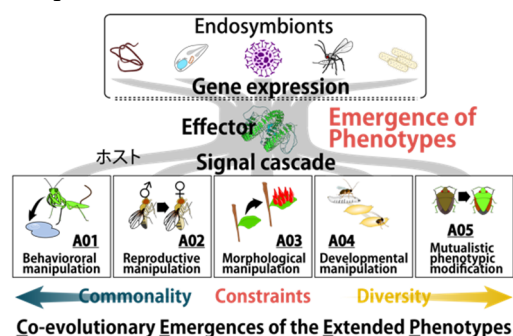 Endosymbionts
Gene expression
Effector
Emergence of
Phenotypes
ホスト
Signal cascade
♂ ♀
A01
Behaviororal
manipulation
A02
Reproductive
manipulation
A03
Morphological
manipulation
A04
Developmental
manipulation
A05
Mutualistic
phenotypic
modification
Commonality Constraints Diversity
Co-evolutionary Emergences of the Extended Phenotypes